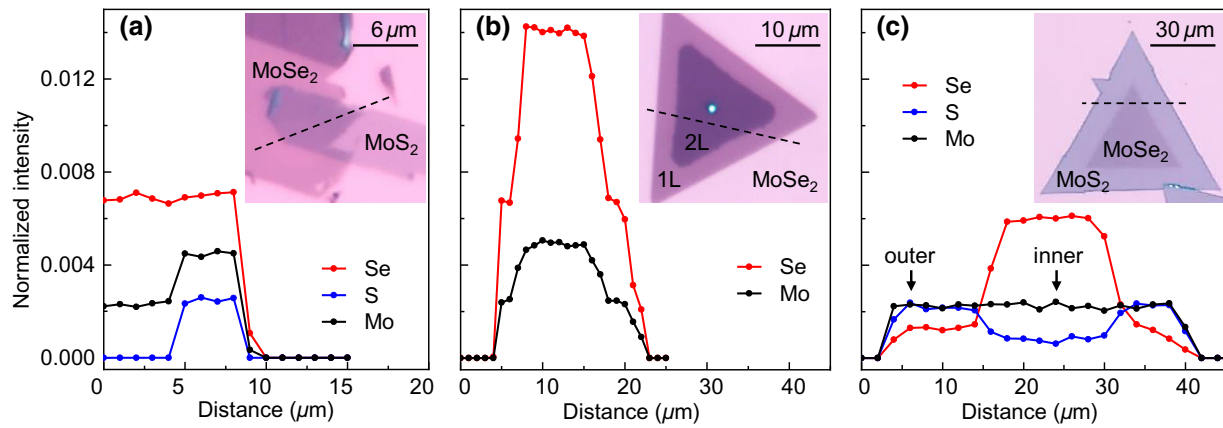 (a)
6 µm
MoSe2
MoS2
Se
S
Mo
(b)
10 µm
2L
1L
MoSe2
Se
Mo
(c)
30 µm
Se
S
Mo
MoSe2
MoS2
outer
inner
Normalized intensity
0.012
0.008
0.004
0.000
0 5 10 15 20
Distance (µm)
0 10 20 30 40
Distance (µm)
0 10 20 30 40
Distance (µm)